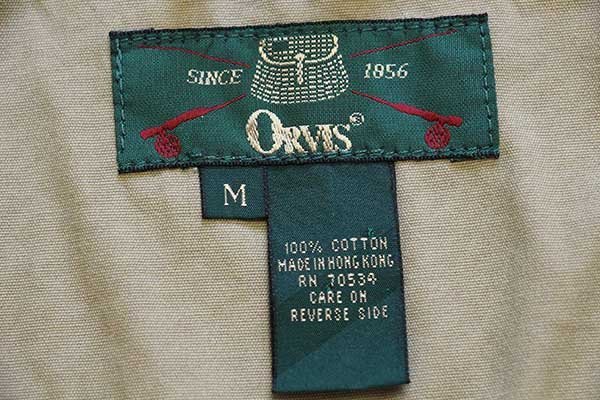 SINCE 1856
ORVIS®
M
100% COTTON
MADE IN HONG KONG
RN 70534
CARE ON
REVERSE SIDE